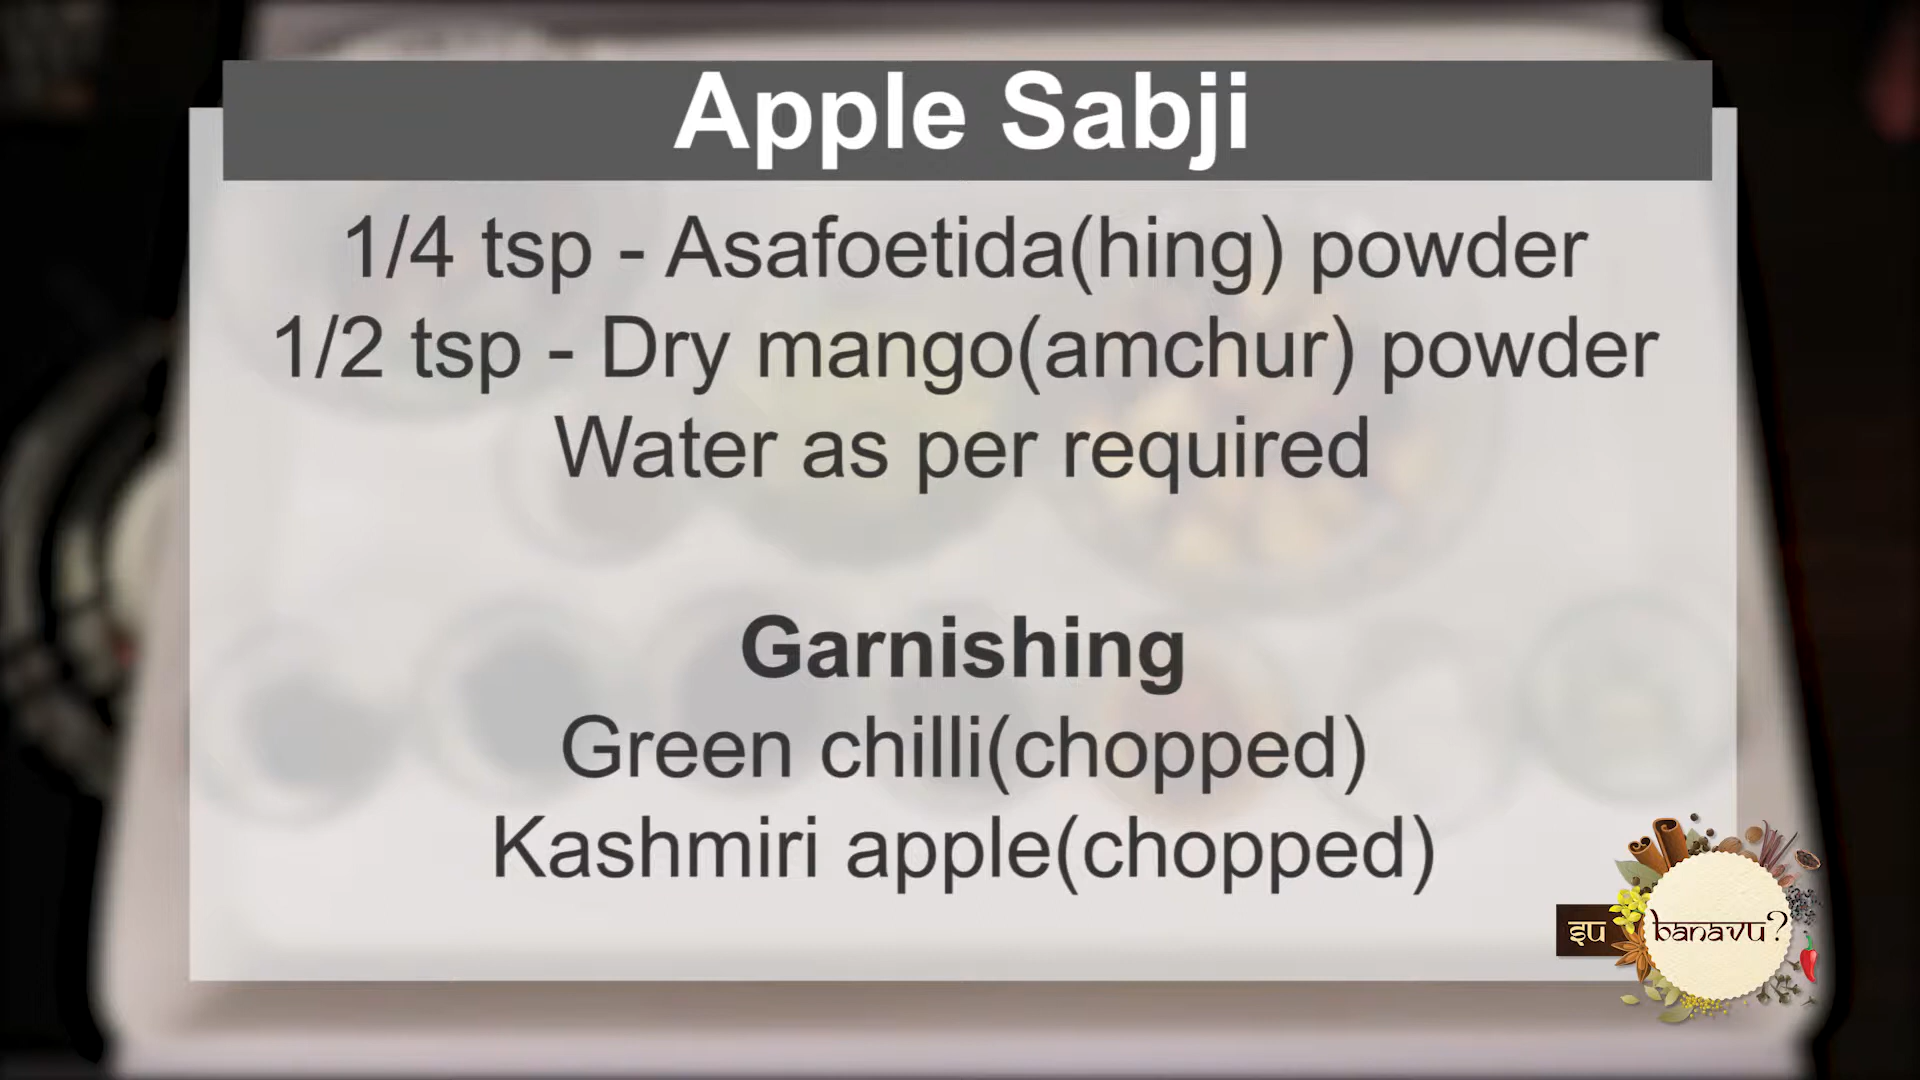 Apple Sabji
1/4 tsp - Asafoetida(hing) powder
1/2 tsp - Dry mango(amchur) powder
Water as per required
Garnishing
Green chilli(chopped)
Kashmiri apple(chopped)
su banavu?